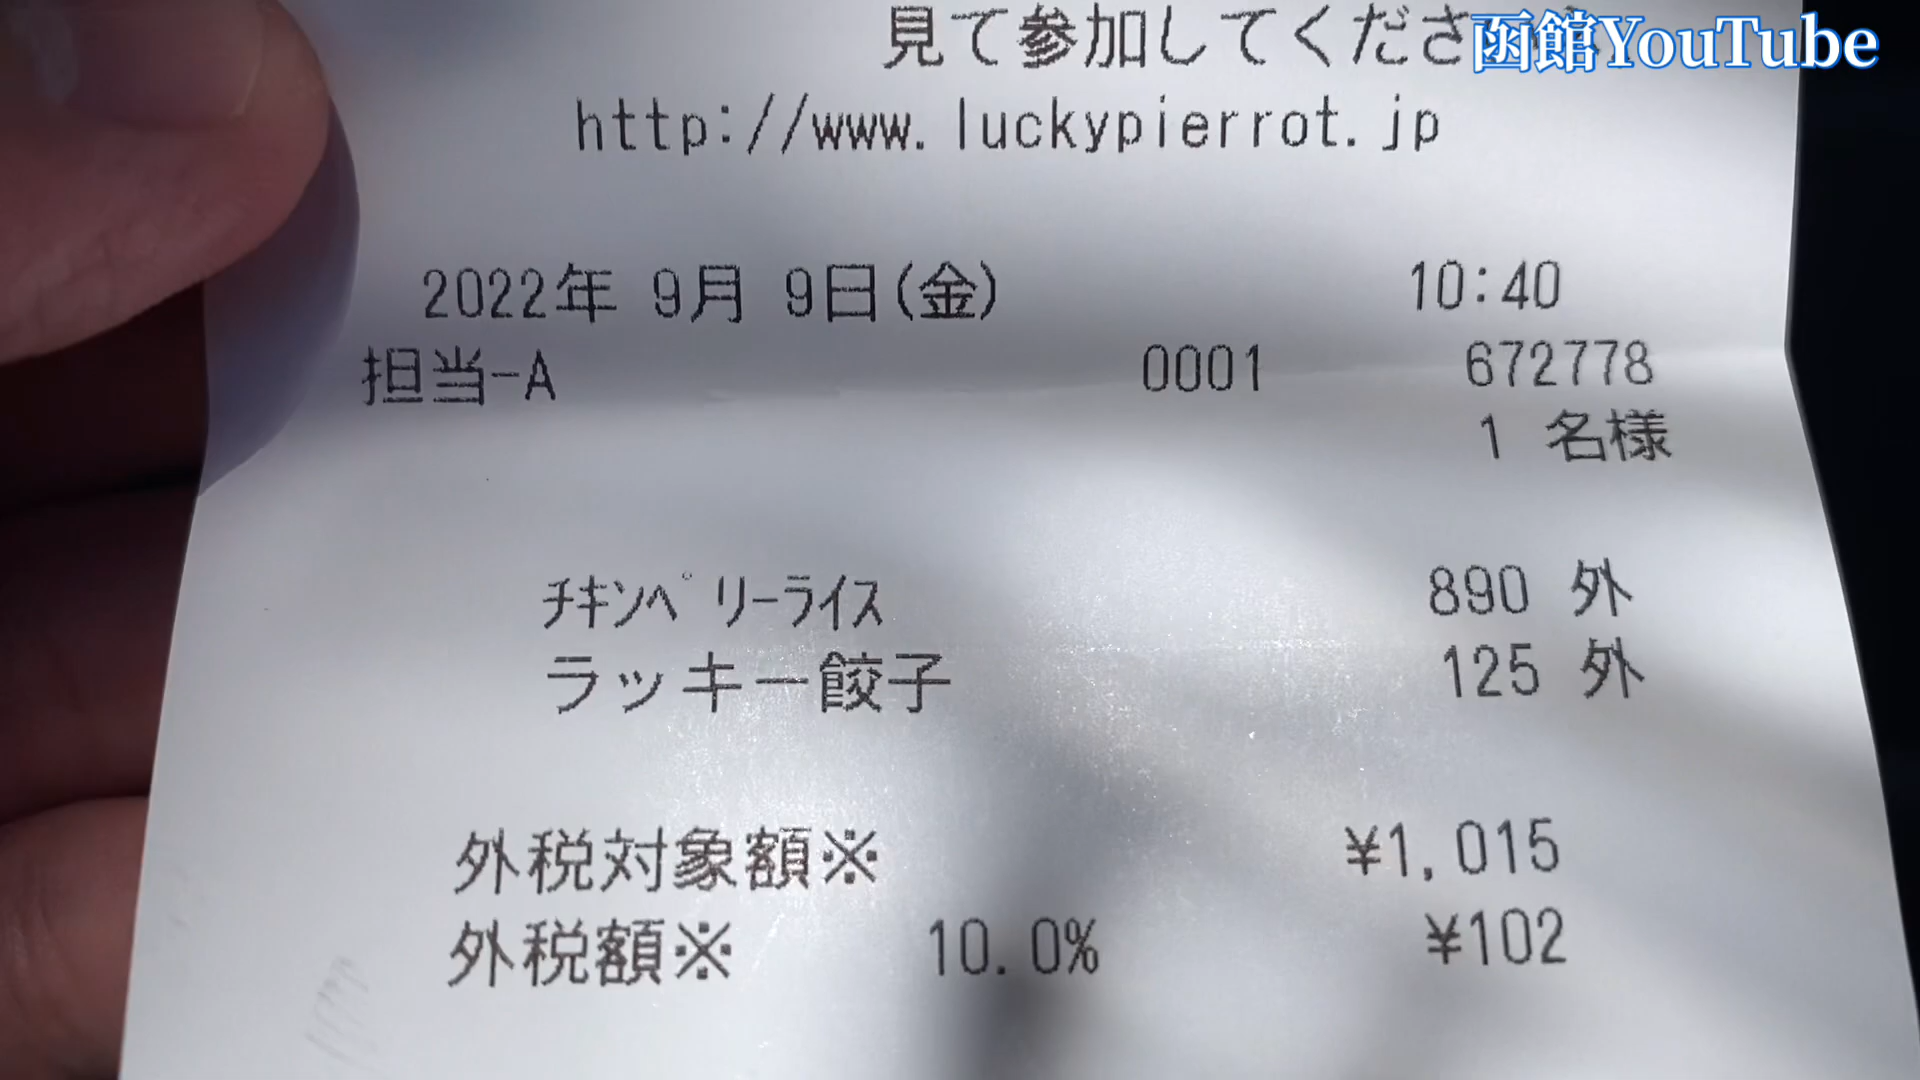 見て参加してくださ
函館YouTube
http://www.luckypierrot.jp
2022年 9月 9日(金) 10:40
担当-A 0001 672778
1 名様
ﾁｷﾝﾍﾟﾘｰﾗｲｽ 890 外
ラッキー餃子 125 外
外税対象額※ ¥1,015
外税額※ 10.0% ¥102